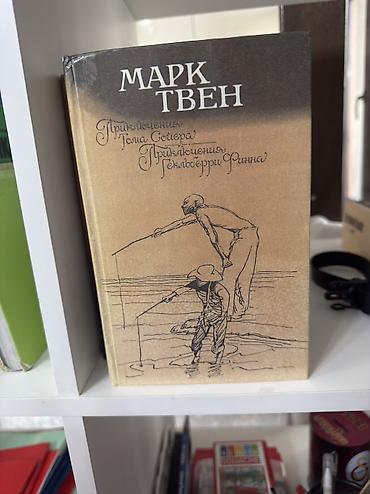 МАРК
ТВЕН
Приключения
Тома Сойера
Приключения
Гекльберри Финна